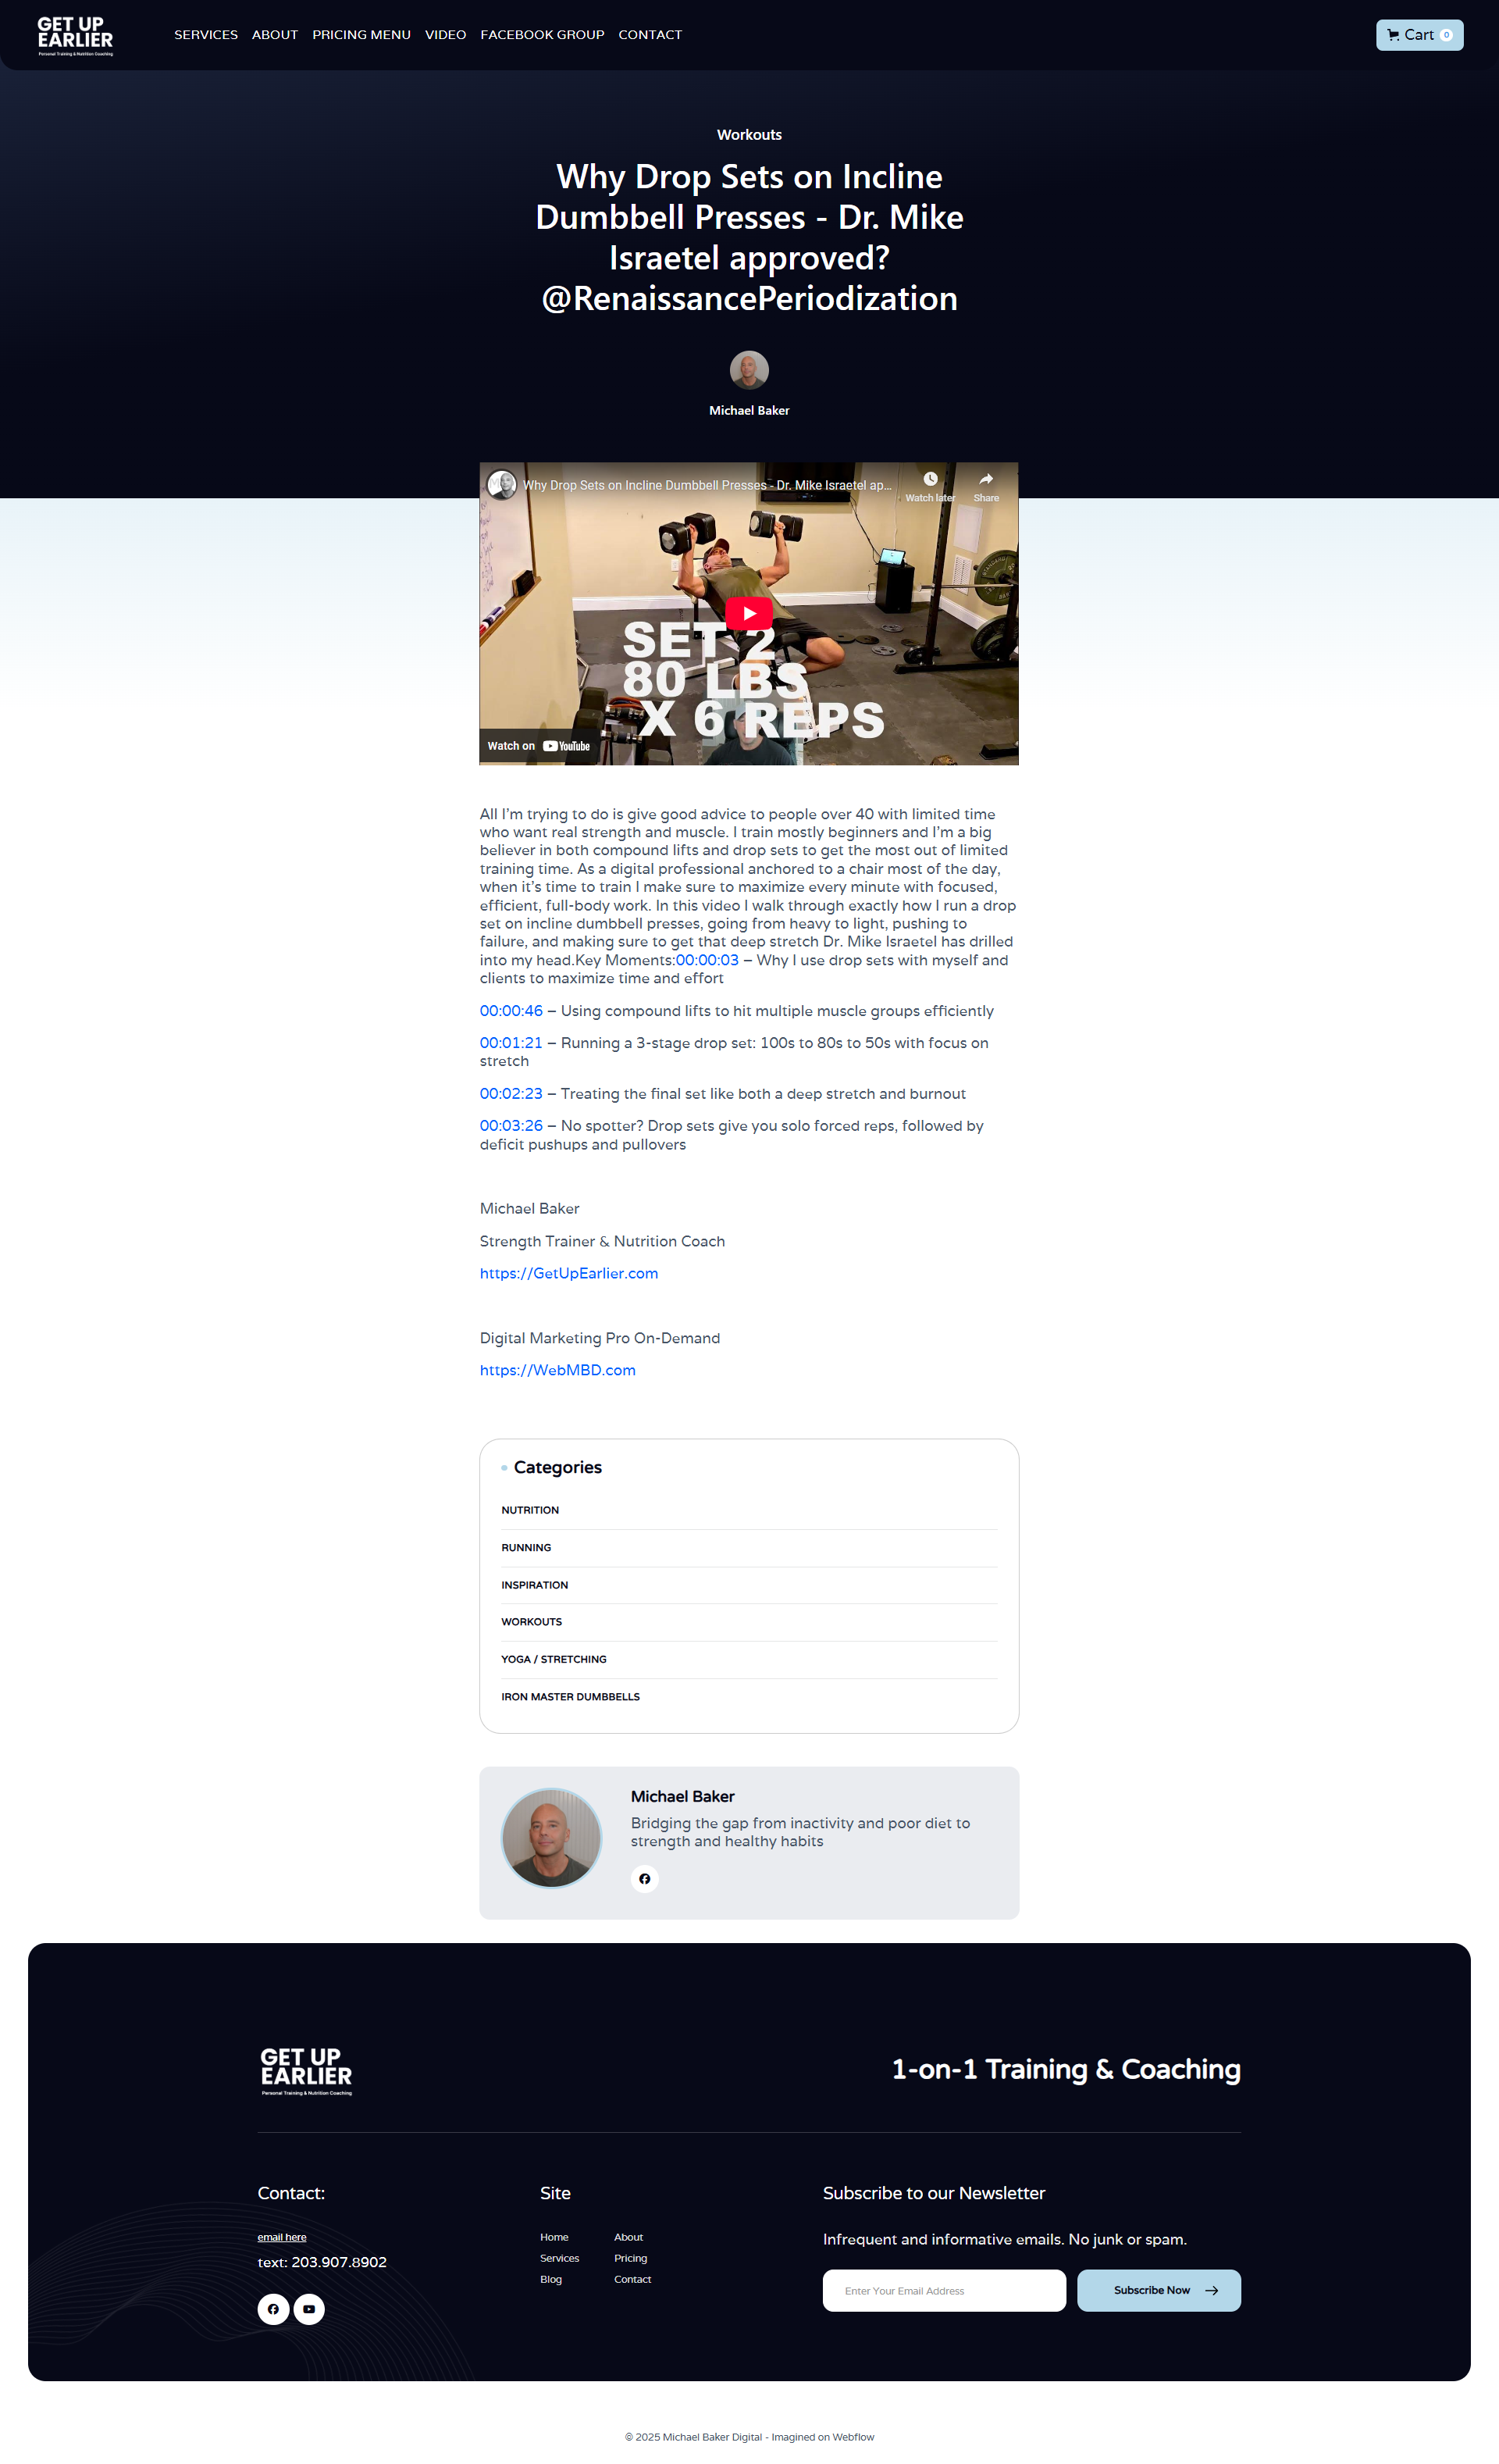 GET UP
EARLIER
Personal Training & Nutrition Coaching
SERVICES ABOUT PRICING MENU VIDEO FACEBOOK GROUP CONTACT
Cart 0
Workouts
Why Drop Sets on Incline
Dumbbell Presses - Dr. Mike
Israetel approved?
@RenaissancePeriodization
Michael Baker
Why Drop Sets on Incline Dumbbell Presses - Dr. Mike Israetel ap...
Watch later Share
SET 2
80 LBS
X 6 REPS
Watch on YouTube
All I'm trying to do is give good advice to people over 40 with limited time
who want real strength and muscle. I train mostly beginners and I'm a big
believer in both compound lifts and drop sets to get the most out of limited
training time. As a digital professional anchored to a chair most of the day,
when it's time to train I make sure to maximize every minute with focused,
efficient, full-body work. In this video I walk through exactly how I run a drop
set on incline dumbbell presses, going from heavy to light, pushing to
failure, and making sure to get that deep stretch Dr. Mike Israetel has drilled
into my head.Key Moments:00:00:03 – Why I use drop sets with myself and
clients to maximize time and effort
00:00:46 – Using compound lifts to hit multiple muscle groups efficiently
00:01:21 – Running a 3-stage drop set: 100s to 80s to 50s with focus on
stretch
00:02:23 – Treating the final set like both a deep stretch and burnout
00:03:26 – No spotter? Drop sets give you solo forced reps, followed by
deficit pushups and pullovers
Michael Baker
Strength Trainer & Nutrition Coach
https://GetUpEarlier.com
Digital Marketing Pro On-Demand
https://WebMBD.com
Categories
NUTRITION
RUNNING
INSPIRATION
WORKOUTS
YOGA / STRETCHING
IRON MASTER DUMBBELLS
Michael Baker
Bridging the gap from inactivity and poor diet to
strength and healthy habits
GET UP
EARLIER
Personal Training & Nutrition Coaching
1-on-1 Training & Coaching
Contact:
email here
text: 203.907.8902
Site
Home About
Services Pricing
Blog Contact
Subscribe to our Newsletter
Infrequent and informative emails. No junk or spam.
Enter Your Email Address
Subscribe Now
© 2025 Michael Baker Digital - Imagined on Webflow